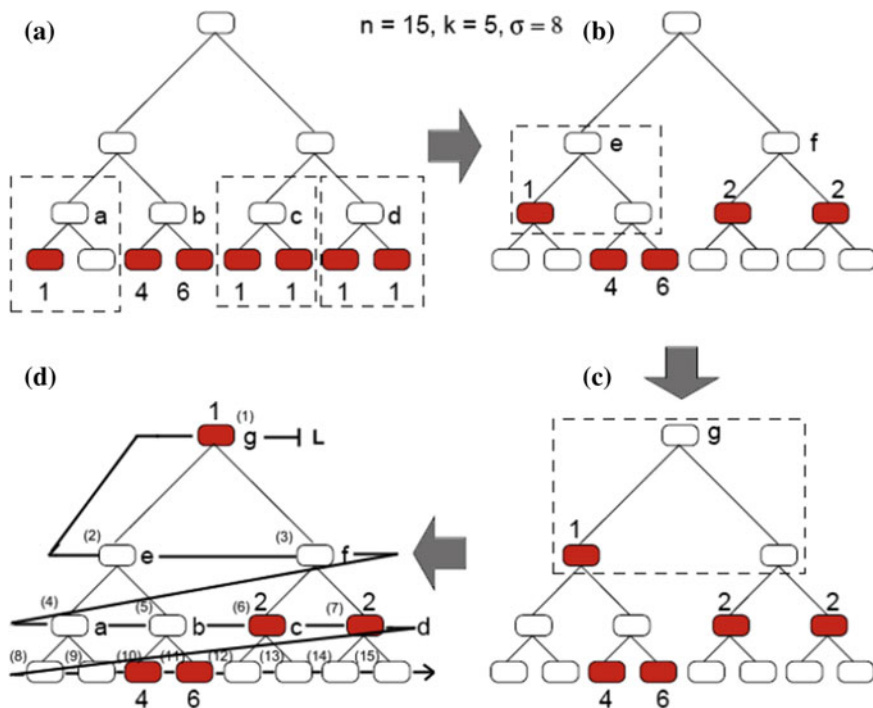 (a)
n = 15, k = 5, σ = 8
(b)
a
b
c
d
1
4
6
1
1
1
1
e
f
1
2
2
4
6
(d)
1
(1)
g
L
(2)
e
(3)
f
(4)
a
(5)
b
(6)
2
c
(7)
2
d
(8)
(9)
(10)
(11)
(12)
(13)
(14)
(15)
4
6
(c)
g
1
2
2
4
6